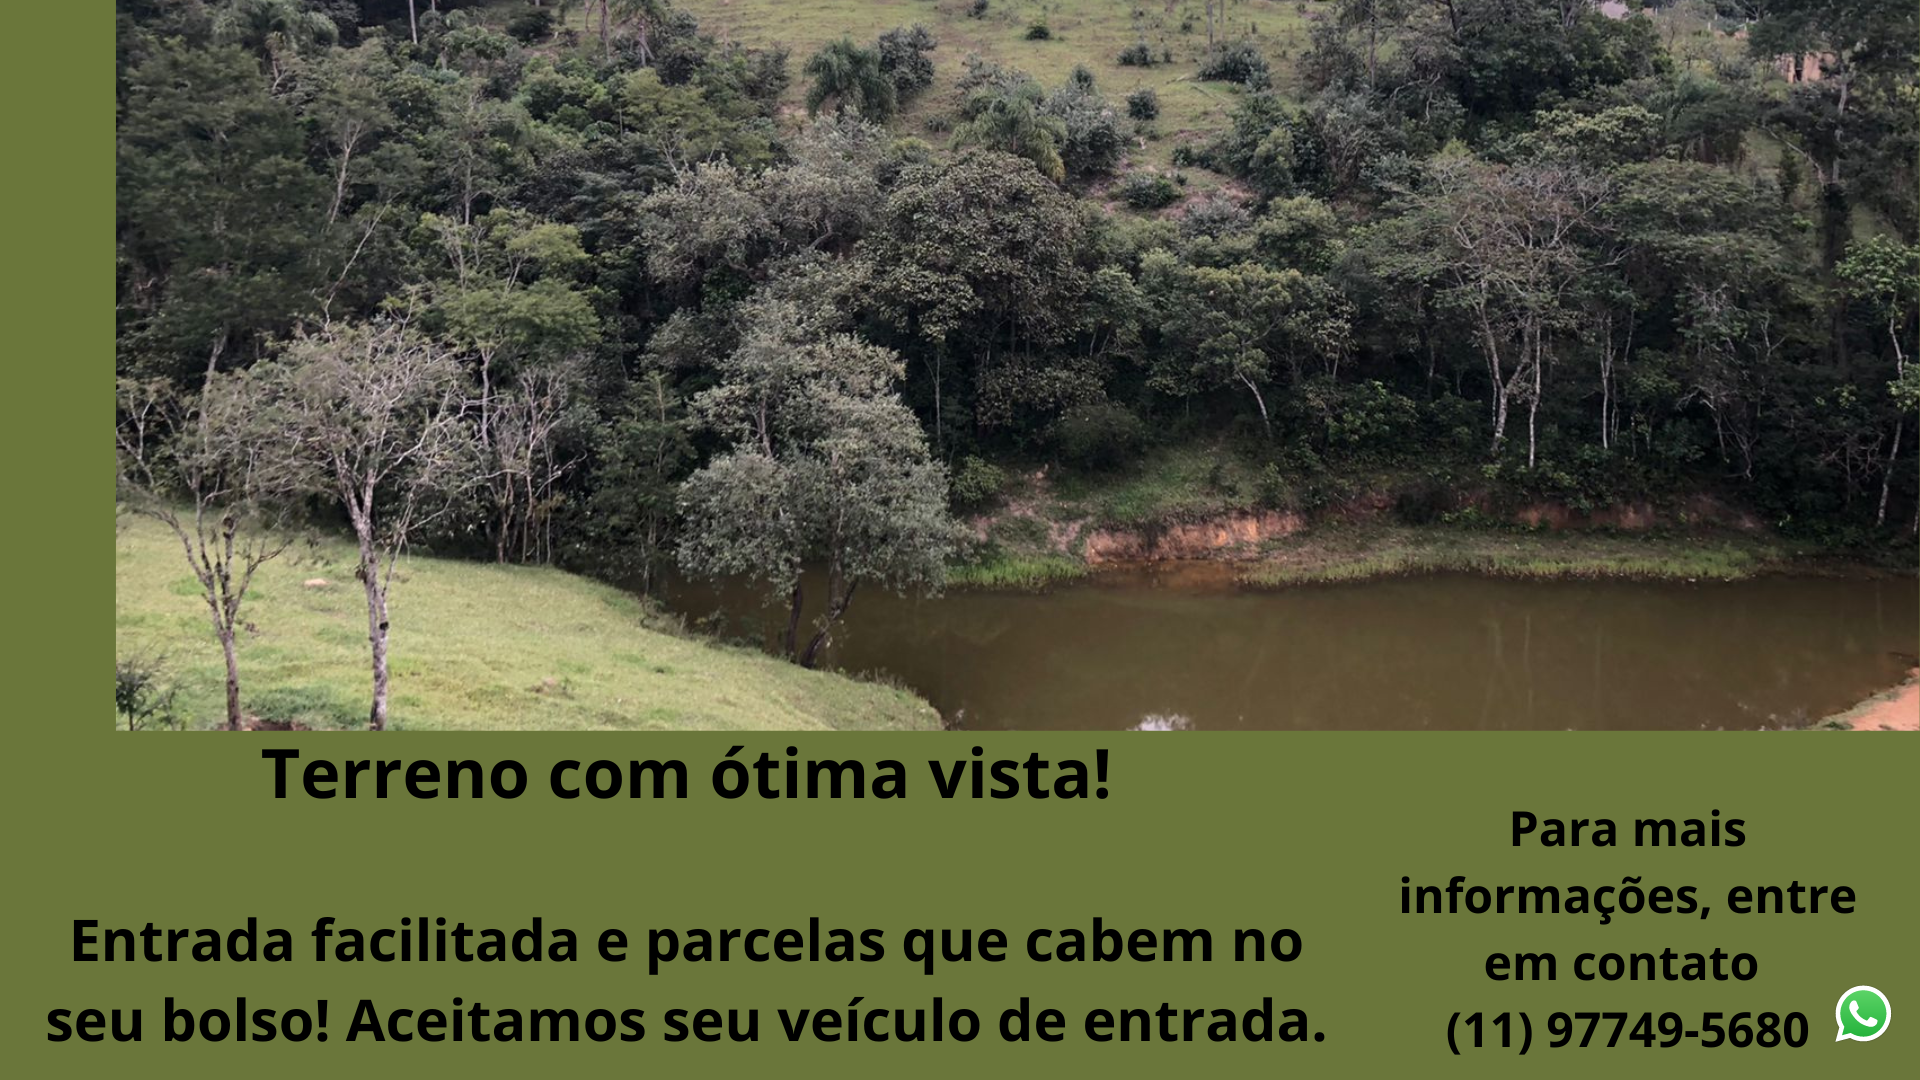 Terreno com ótima vista!
Entrada facilitada e parcelas que cabem no
seu bolso! Aceitamos seu veículo de entrada.
Para mais
informações, entre
em contato
(11) 97749-5680